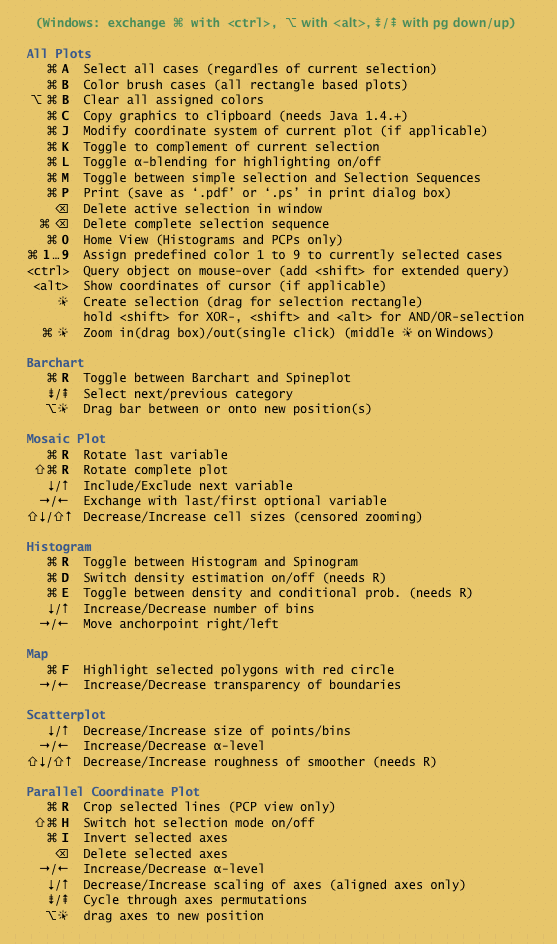 (Windows: exchange ⌘ with <ctrl>, ⌥ with <alt>, ⇟/⇞ with pg down/up)
All Plots
⌘ A Select all cases (regardles of current selection)
⌘ B Color brush cases (all rectangle based plots)
⌥ ⌘ B Clear all assigned colors
⌘ C Copy graphics to clipboard (needs Java 1.4.+)
⌘ J Modify coordinate system of current plot (if applicable)
⌘ K Toggle to complement of current selection
⌘ L Toggle α-blending for highlighting on/off
⌘ M Toggle between simple selection and Selection Sequences
⌘ P Print (save as ‘.pdf’ or ‘.ps’ in print dialog box)
⌫ Delete active selection in window
⌘ ⌫ Delete complete selection sequence
⌘ O Home View (Histograms and PCPs only)
⌘ 1…9 Assign predefined color 1 to 9 to currently selected cases
<ctrl> Query object on mouse-over (add <shift> for extended query)
<alt> Show coordinates of cursor (if applicable)
Create selection (drag for selection rectangle)
hold <shift> for XOR-, <shift> and <alt> for AND/OR-selection
⌘ Zoom in(drag box)/out(single click) (middle on Windows)
Barchart
⌘ R Toggle between Barchart and Spineplot
⇟/⇞ Select next/previous category
⌥ Drag bar between or onto new position(s)
Mosaic Plot
⌘ R Rotate last variable
⇧⌘ R Rotate complete plot
↓/↑ Include/Exclude next variable
→/← Exchange with last/first optional variable
⇧↓/⇧↑ Decrease/Increase cell sizes (censored zooming)
Histogram
⌘ R Toggle between Histogram and Spinogram
⌘ D Switch density estimation on/off (needs R)
⌘ E Toggle between density and conditional prob. (needs R)
↓/↑ Increase/Decrease number of bins
→/← Move anchorpoint right/left
Map
⌘ F Highlight selected polygons with red circle
→/← Increase/Decrease transparency of boundaries
Scatterplot
↓/↑ Decrease/Increase size of points/bins
→/← Increase/Decrease α-level
⇧↓/⇧↑ Decrease/Increase roughness of smoother (needs R)
Parallel Coordinate Plot
⌘ R Crop selected lines (PCP view only)
⇧⌘ H Switch hot selection mode on/off
⌘ I Invert selected axes
⌫ Delete selected axes
→/← Increase/Decrease α-level
↓/↑ Decrease/Increase scaling of axes (aligned axes only)
⇟/⇞ Cycle through axes permutations
⌥ drag axes to new position